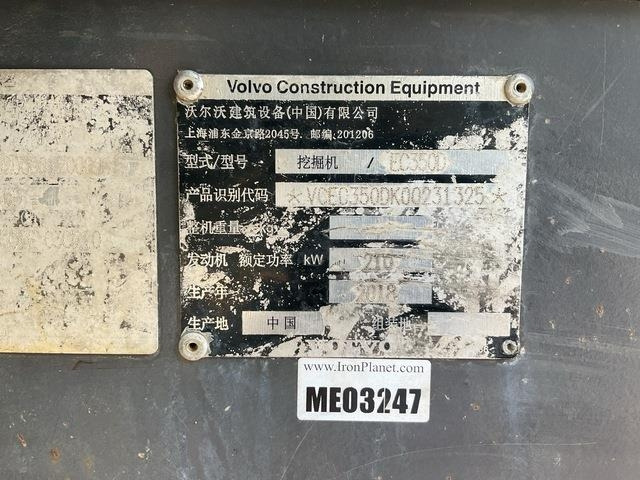 Volvo Construction Equipment
沃尔沃建筑设备(中国)有限公司
上海浦东金京路2045号. 邮编:201206
型式/型号 挖掘机 / EC350D
产品识别代码 *VCEC350DK00231325*
整机重量 kg
发动机 额定功率 kW 210
生产年 2018
生产地 中国 组装地
www.IronPlanet.com
ME03247